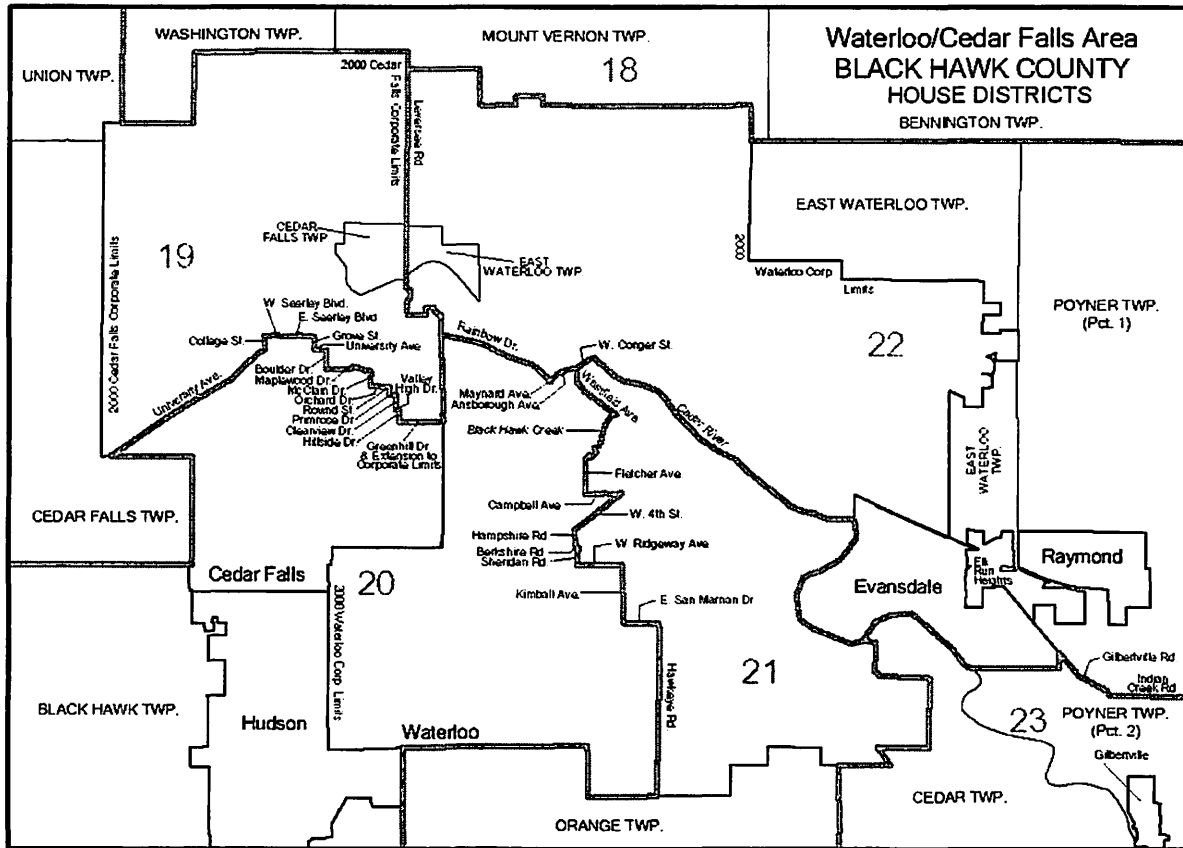 WASHINGTON TWP.
MOUNT VERNON TWP.
Waterloo/Cedar Falls Area
BLACK HAWK COUNTY
HOUSE DISTRICTS
BENNINGTON TWP.
UNION TWP.
18
2000 Cedar
Falls Corporate Limits
Leversee Rd
CEDAR
FALLS TWP
EAST
WATERLOO TWP.
19
2000 Cedar Falls Corporate Limits
EAST WATERLOO TWP.
2000
Waterloo Corp
Limits
POYNER TWP.
(Pct. 1)
22
W. Seerley Blvd.
E. Seerley Blvd
College St.
Grove St.
University Ave
University Ave.
Boulder Dr.
Maplewood Dr.
McClain Dr.
Orchard Dr.
Round St.
Primrose Dr.
Clearview Dr.
Hillside Dr.
Valley
High Dr.
Greenhill Dr
& Extension to
Corporate Limits
Rainbow Dr.
W. Conger St.
Maynard Ave.
Ansborough Ave.
Westfield Ave
Black Hawk Creek
Cedar River
Fletcher Ave
Campbell Ave
W. 4th St.
Hampshire Rd
Berkshire Rd
Sheridan Rd
W. Ridgeway Ave
Kimball Ave.
E. San Marnan Dr
Hawkeye Rd.
EAST
WATERLOO
TWP.
CEDAR FALLS TWP.
Cedar Falls
20
2000 Waterloo Corp Limits
Evansdale
Elk
Run
Heights
Raymond
21
Gilbertville Rd.
Indian
Creek Rd
BLACK HAWK TWP.
Hudson
Waterloo
23
POYNER TWP.
(Pct. 2)
Gilbertville
CEDAR TWP.
ORANGE TWP.